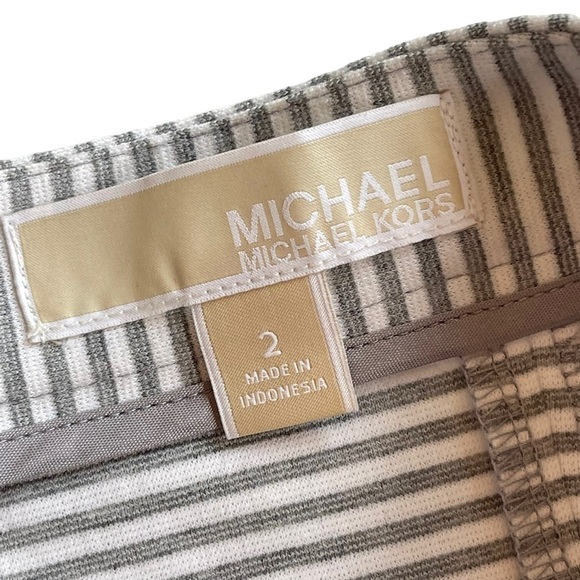 MICHAEL
MICHAEL KORS
2
MADE IN
INDONESIA